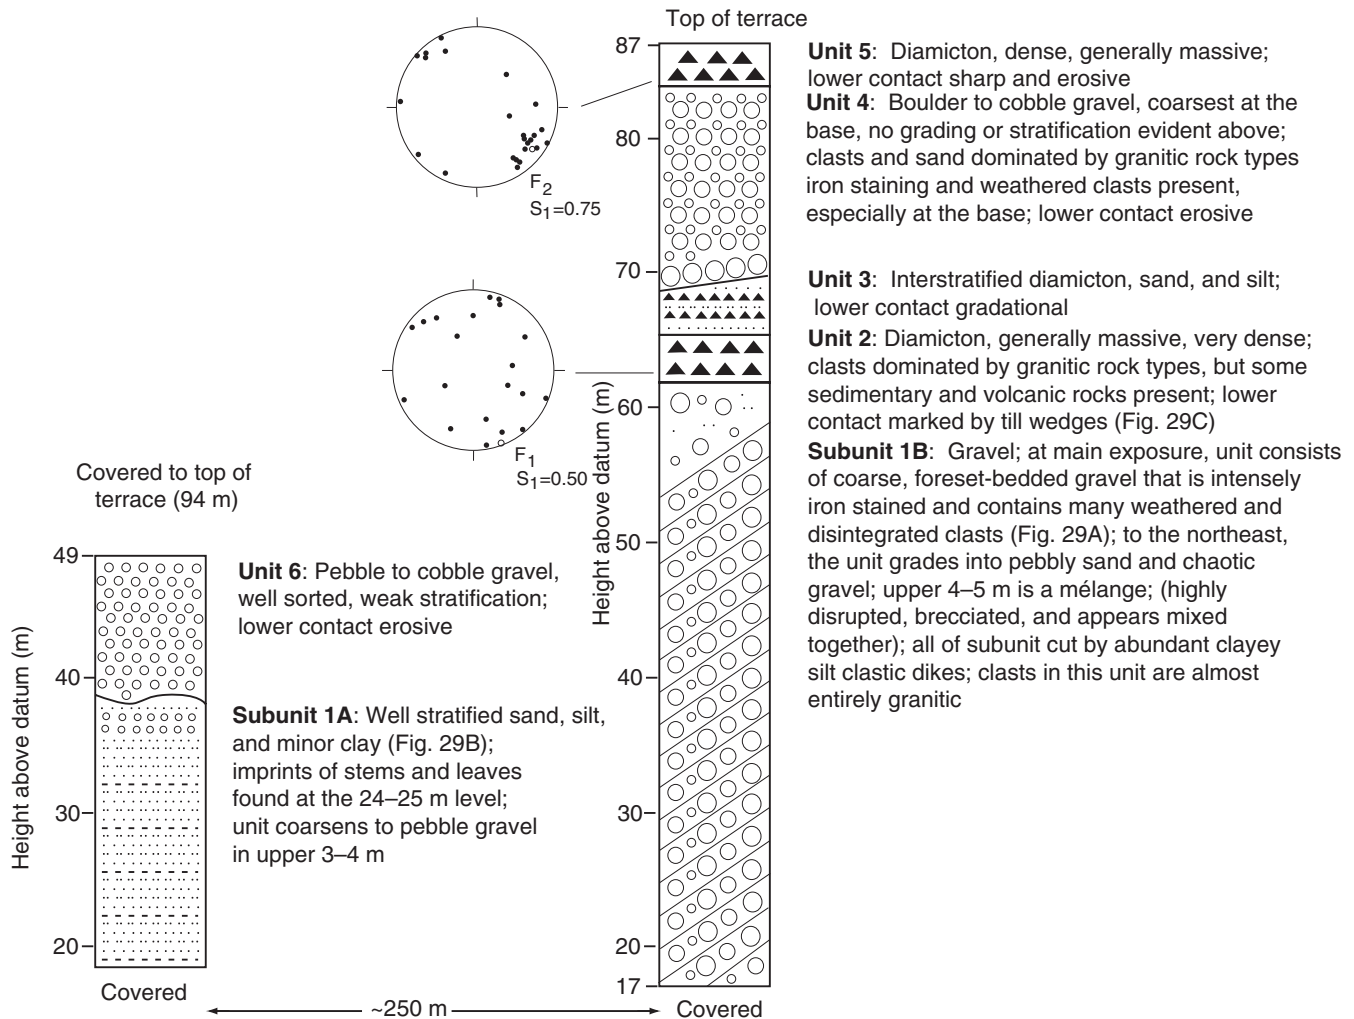 Top of terrace
87
80
70
60
50
40
30
20
17
Height above datum (m)
Covered
Unit 5: Diamicton, dense, generally massive;
lower contact sharp and erosive
Unit 4: Boulder to cobble gravel, coarsest at the
base, no grading or stratification evident above;
clasts and sand dominated by granitic rock types
iron staining and weathered clasts present,
especially at the base; lower contact erosive
Unit 3: Interstratified diamicton, sand, and silt;
lower contact gradational
Unit 2: Diamicton, generally massive, very dense;
clasts dominated by granitic rock types, but some
sedimentary and volcanic rocks present; lower
contact marked by till wedges (Fig. 29C)
Subunit 1B: Gravel; at main exposure, unit consists
of coarse, foreset-bedded gravel that is intensely
iron stained and contains many weathered and
disintegrated clasts (Fig. 29A); to the northeast,
the unit grades into pebbly sand and chaotic
gravel; upper 4–5 m is a mélange; (highly
disrupted, brecciated, and appears mixed
together); all of subunit cut by abundant clayey
silt clastic dikes; clasts in this unit are almost
entirely granitic
F2
S1=0.75
F1
S1=0.50
Covered to top of
terrace (94 m)
49
40
30
20
Height above datum (m)
Covered
Unit 6: Pebble to cobble gravel,
well sorted, weak stratification;
lower contact erosive
Subunit 1A: Well stratified sand, silt,
and minor clay (Fig. 29B);
imprints of stems and leaves
found at the 24–25 m level;
unit coarsens to pebble gravel
in upper 3–4 m
~250 m